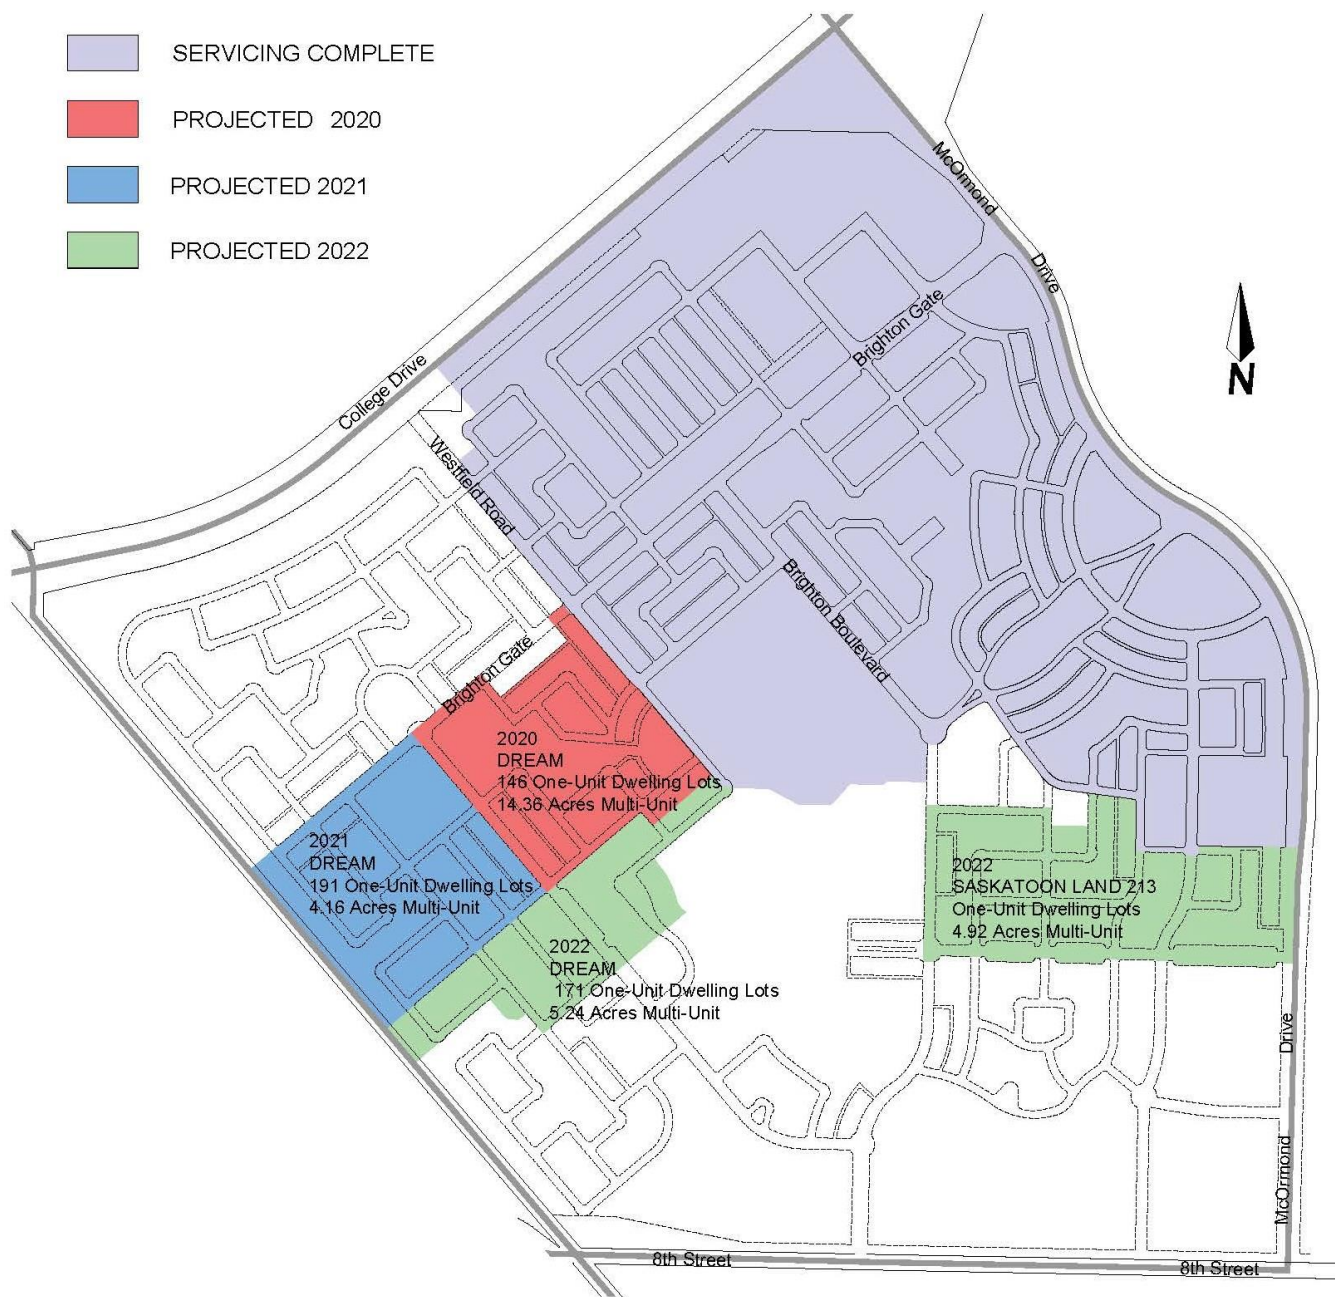 SERVICING COMPLETE
PROJECTED 2020
PROJECTED 2021
PROJECTED 2022
McOrmond
Drive
Brighton Gate
N
College Drive
Westfield Road
Brighton Boulevard
Brighton Gate
2020
DREAM
146 One-Unit Dwelling Lots
14.36 Acres Multi-Unit
2021
DREAM
191 One-Unit Dwelling Lots
4.16 Acres Multi-Unit
2022
SASKATOON LAND 213
One-Unit Dwelling Lots
4.92 Acres Multi-Unit
2022
DREAM
171 One-Unit Dwelling Lots
5.24 Acres Multi-Unit
Drive
McOrmond
8th Street
8th Street